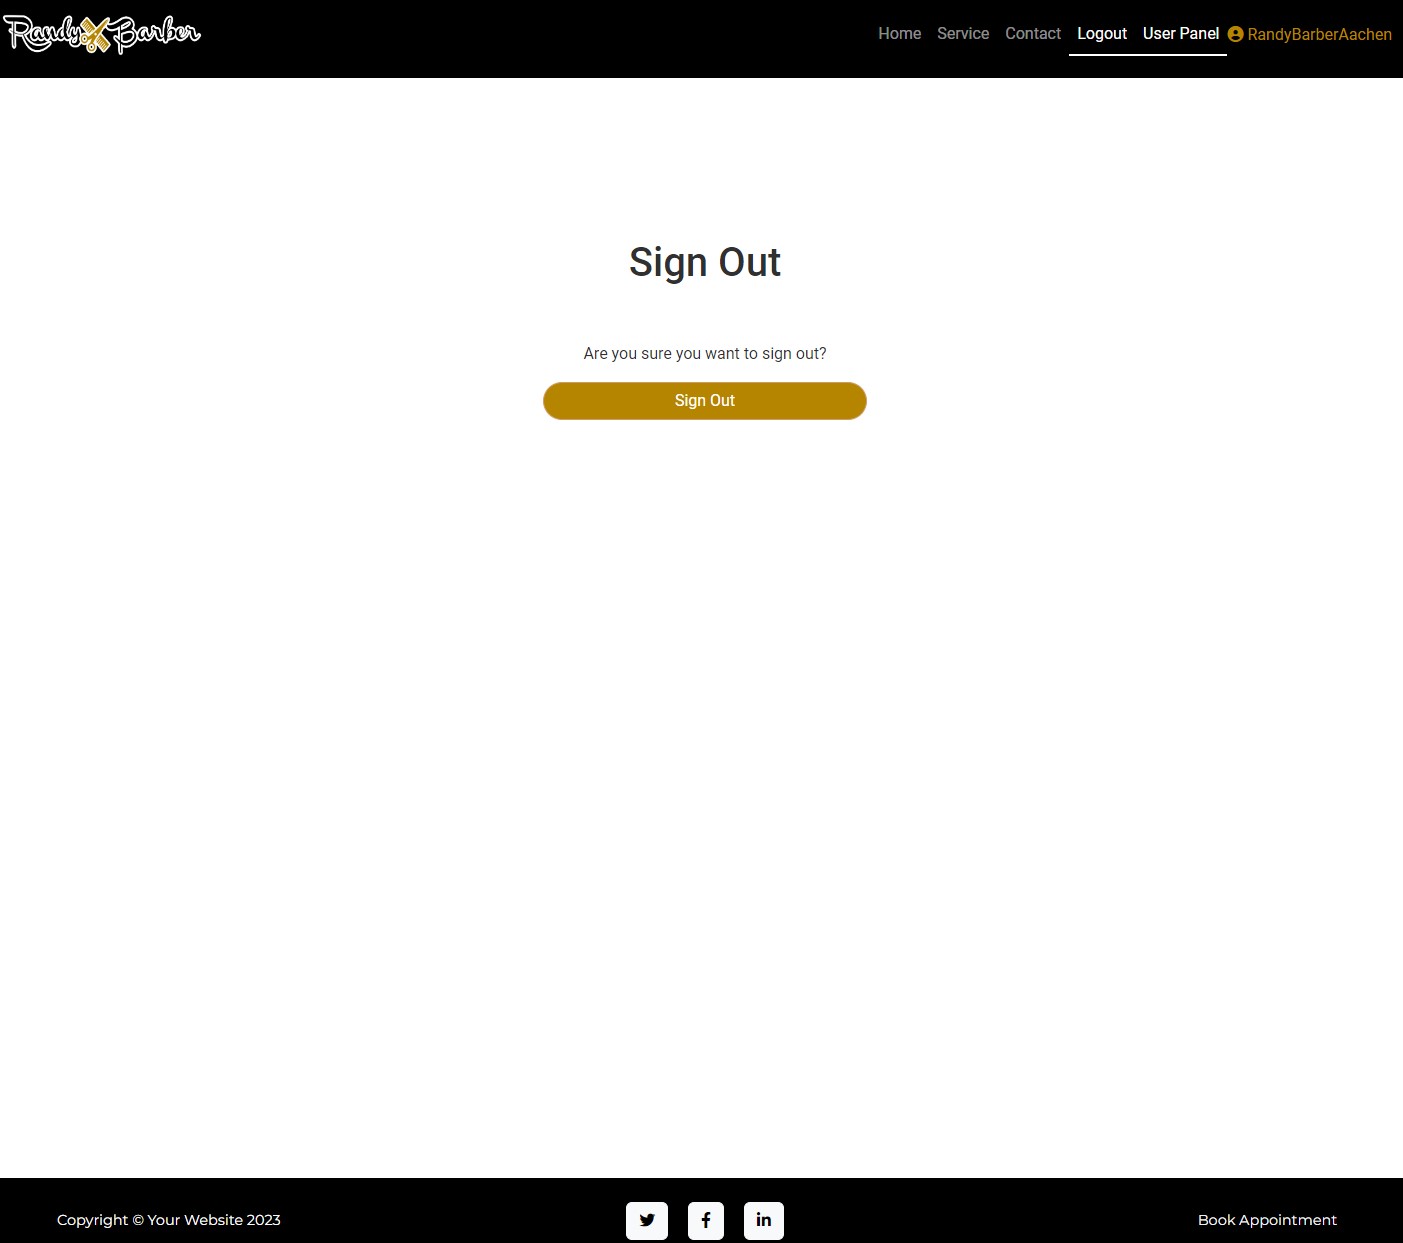 Randy Barber
Home Service Contact Logout User Panel RandyBarberAachen
Sign Out
Are you sure you want to sign out?
Sign Out
Copyright © Your Website 2023
Book Appointment